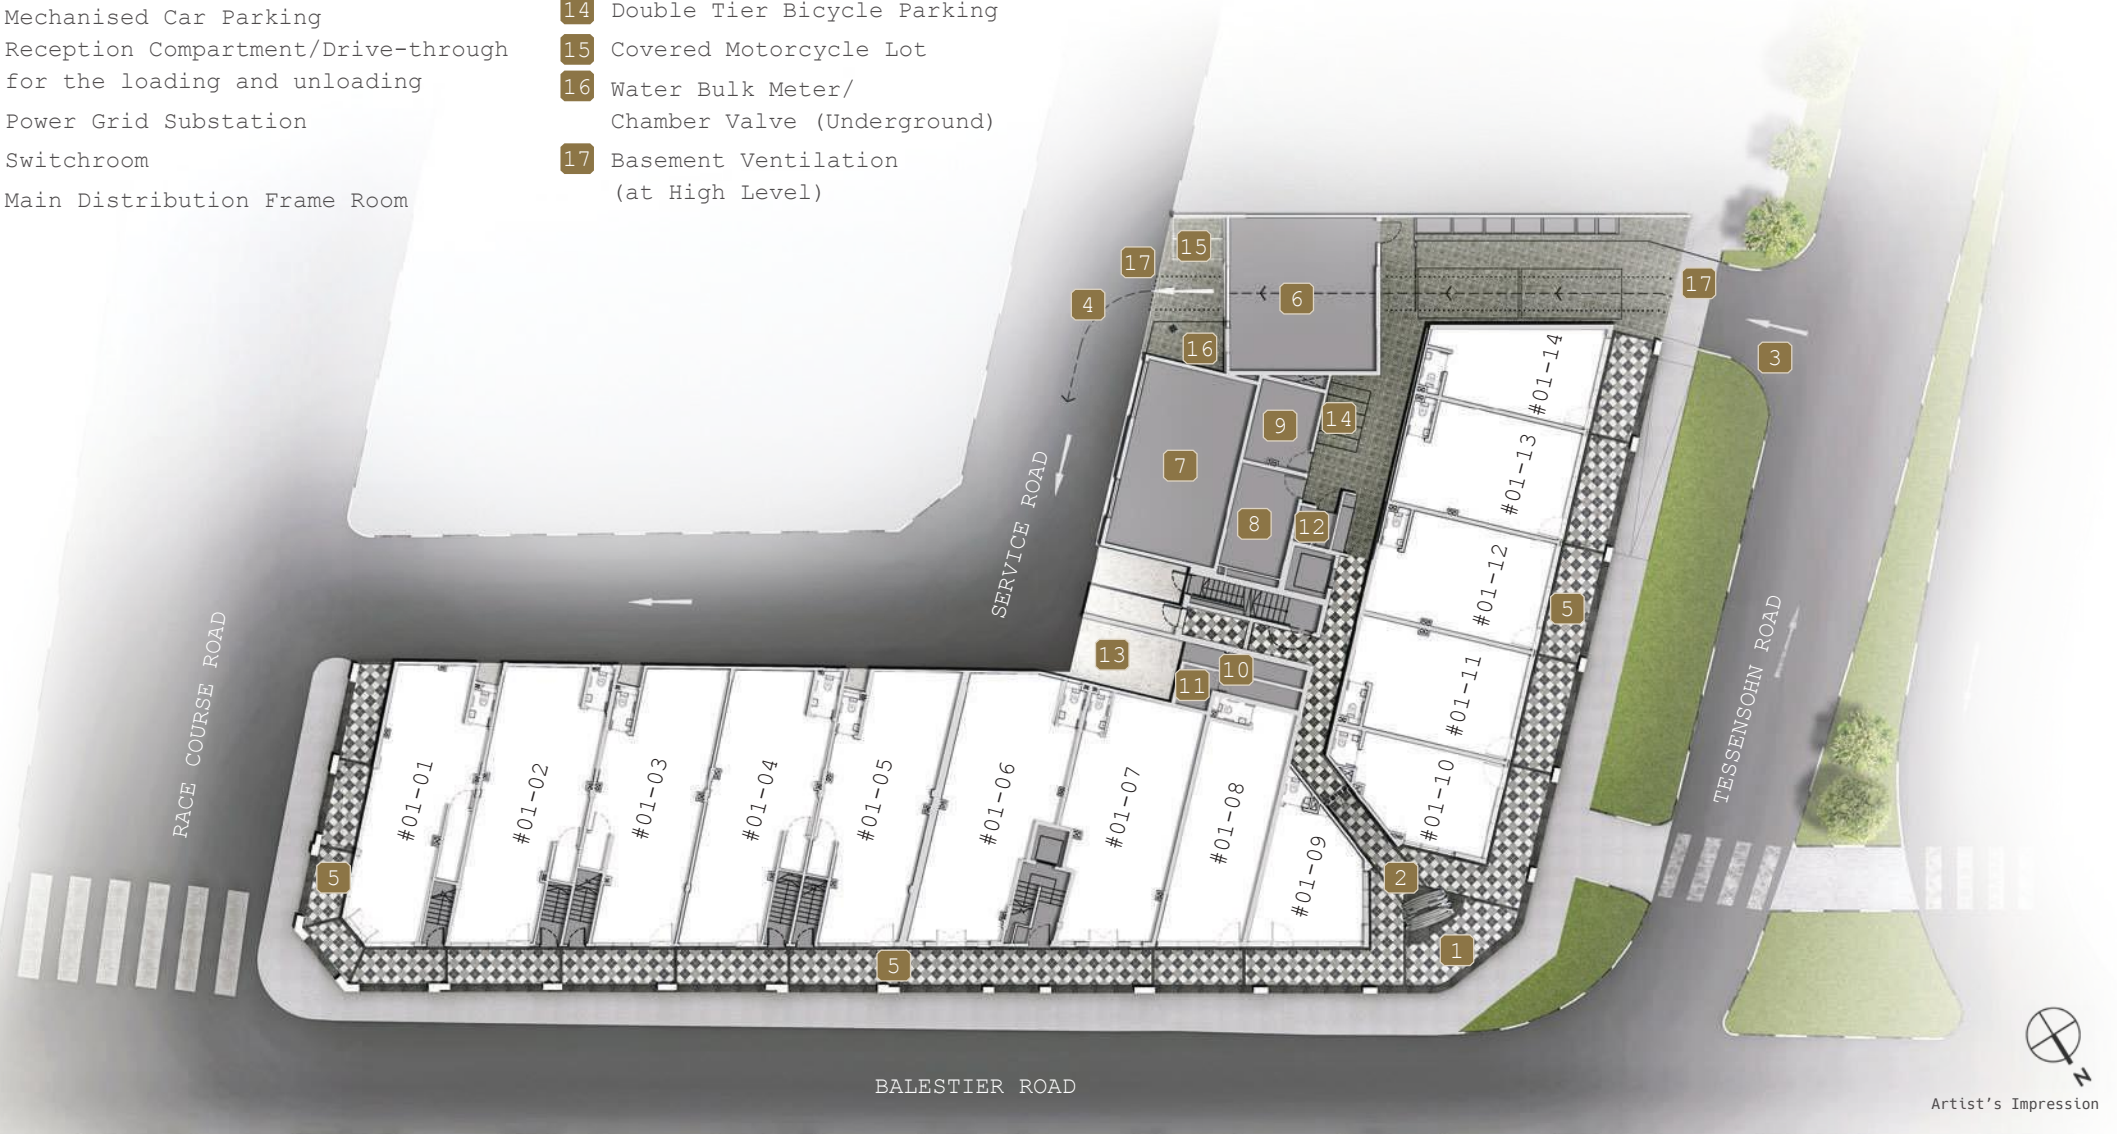 Mechanised Car Parking
Reception Compartment/Drive-through
for the loading and unloading
Power Grid Substation
Switchroom
Main Distribution Frame Room
14 Double Tier Bicycle Parking
15 Covered Motorcycle Lot
16 Water Bulk Meter/
Chamber Valve (Underground)
17 Basement Ventilation
(at High Level)
15
17
4
6
17
3
16
14
9
7
8
12
5
13
10
11
5
2
1
5
#01-14
#01-13
#01-12
#01-11
#01-10
#01-01
#01-02
#01-03
#01-04
#01-05
#01-06
#01-07
#01-08
#01-09
SERVICE ROAD
RACE COURSE ROAD
TESSENSOHN ROAD
BALESTIER ROAD
N
Artist's Impression